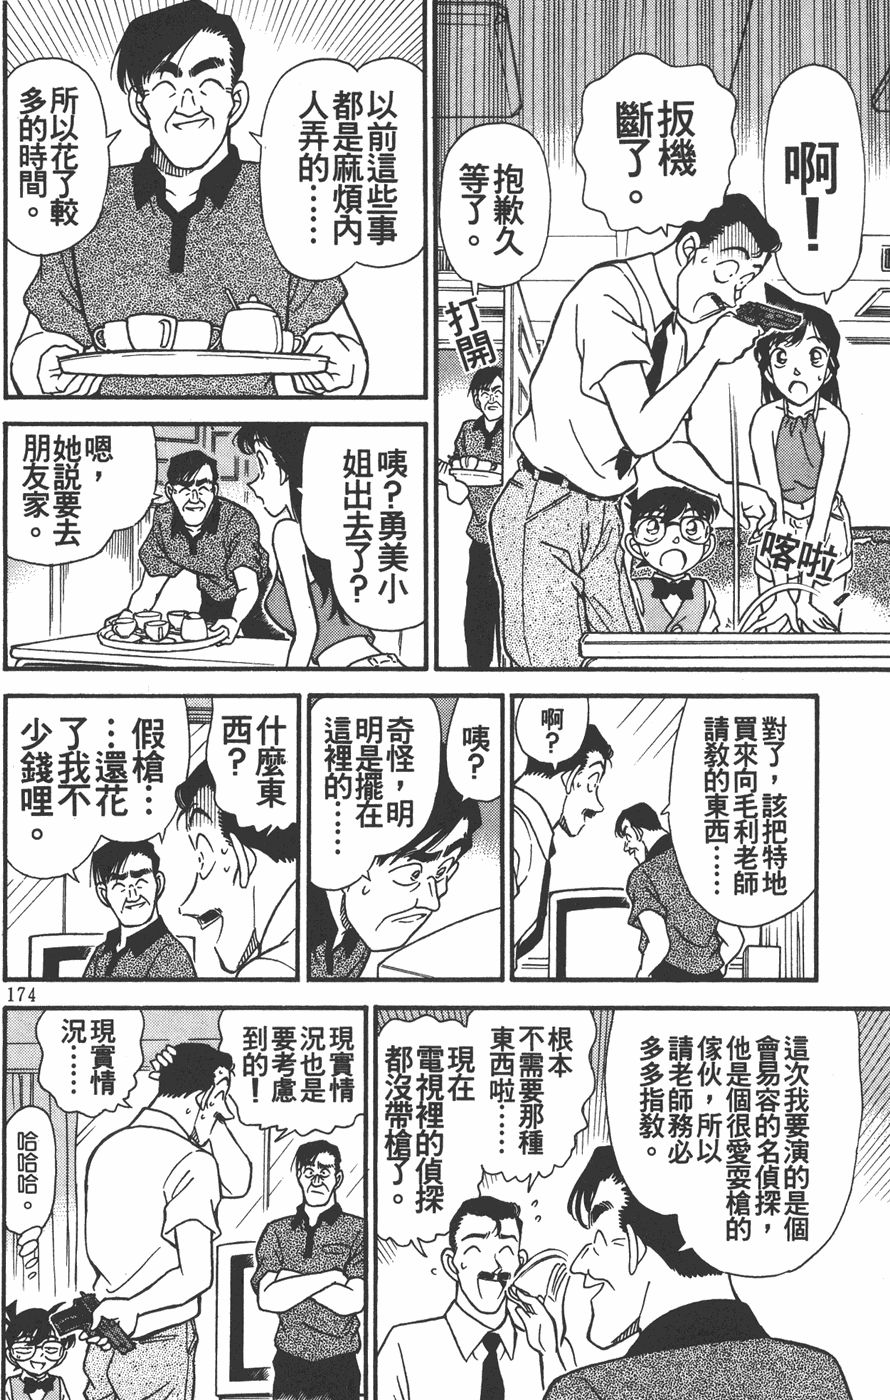 啊！
扳機
斷了。
抱歉久
等了。
打開
喀啦
以前這些事
都是麻煩內
人弄的……
所以花了較
多的時間。
咦？勇美小
姐出去了？
嗯，
她說要去
朋友家。
對了，該把特地
買來向毛利老師
請教的東西……
啊？
咦？
奇怪，明
明是擺在
這裡的……
什麼東
西？
假槍…
…還花
了我不
少錢哩。
174
這次我要演的是個
會易容的名偵探，
他是個很愛耍槍的
傢伙，所以
請老師務必
多多指教。
根本
不需要那種
東西啦……
現在
電視裡的偵探
都沒帶槍了。
現實情
況也是
要考慮
到的！
現實情
況……
哈哈哈。